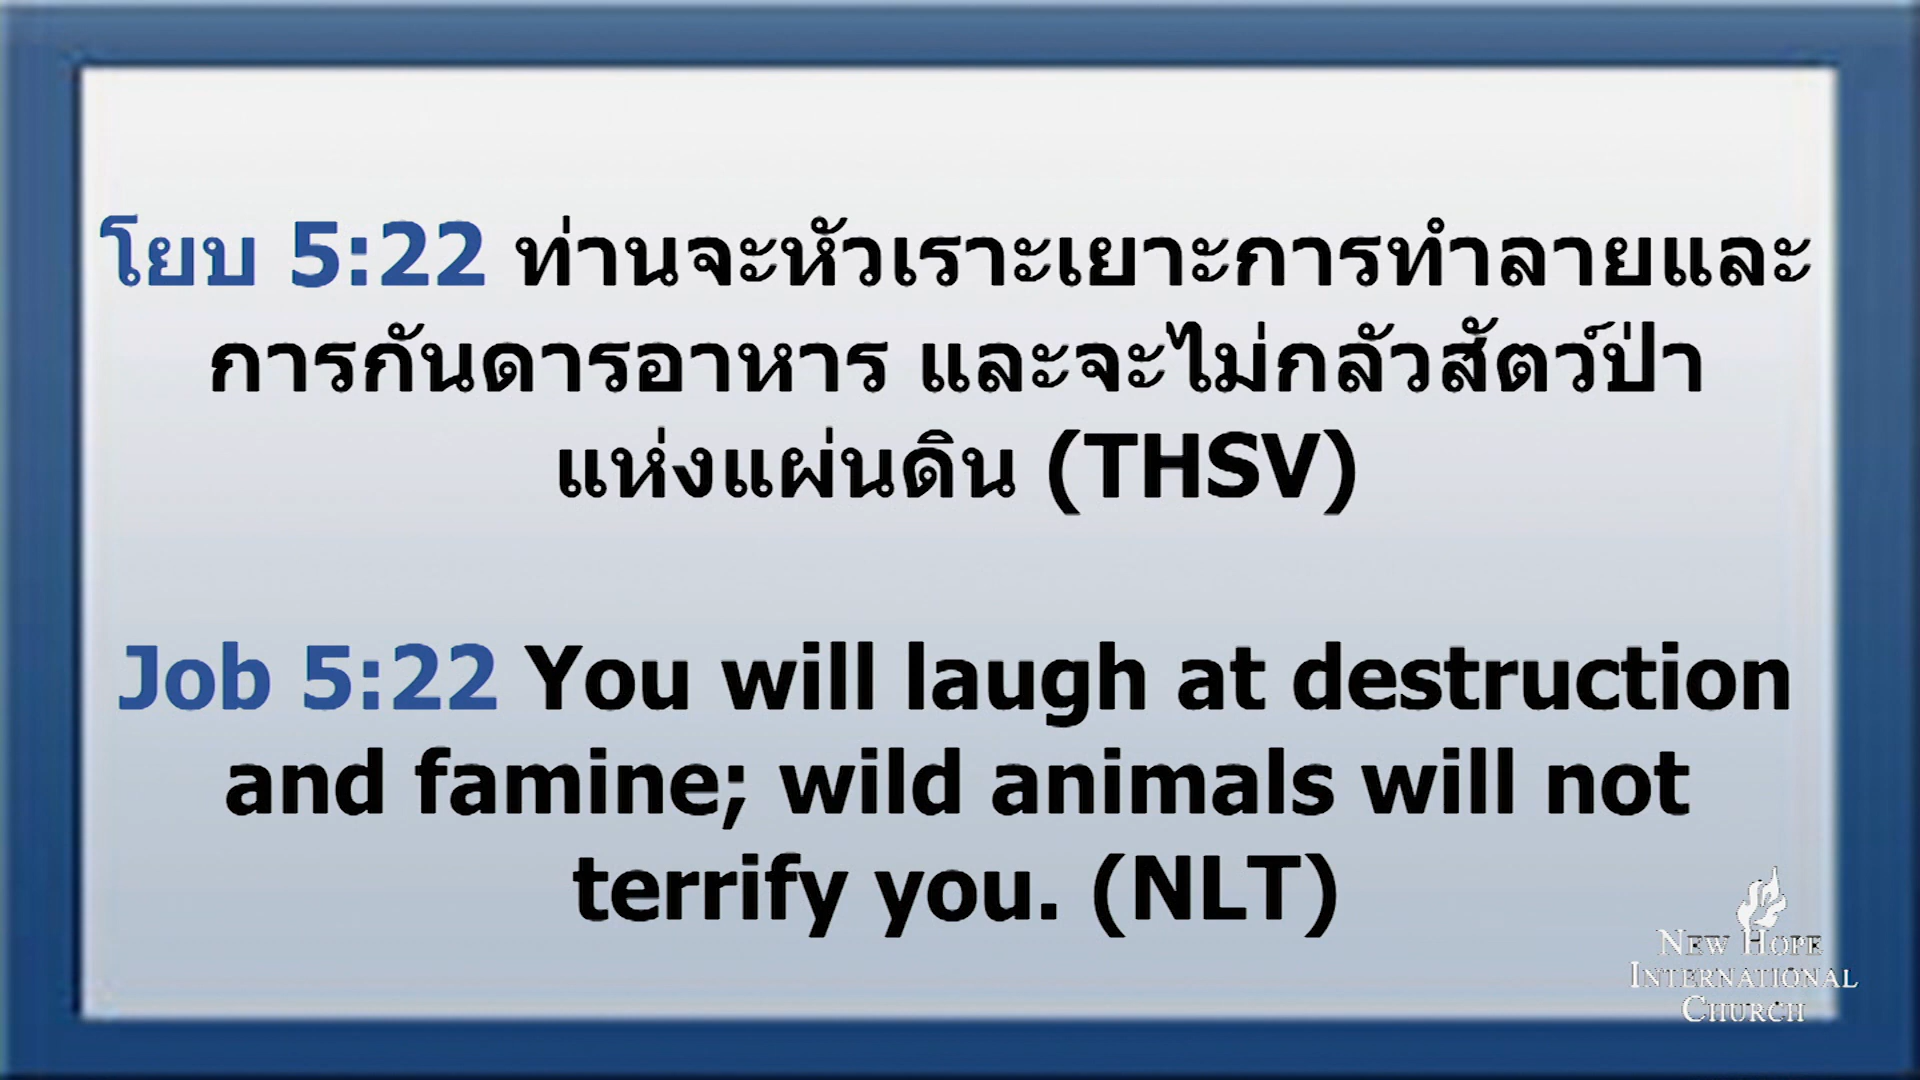 โยบ 5:22 ท่านจะหัวเราะเยาะการทำลายและ
การกันดารอาหาร และจะไม่กลัวสัตว์ป่า
แห่งแผ่นดิน (THSV)
Job 5:22 You will laugh at destruction
and famine; wild animals will not
terrify you. (NLT)
NEW HOPE
INTERNATIONAL
CHURCH